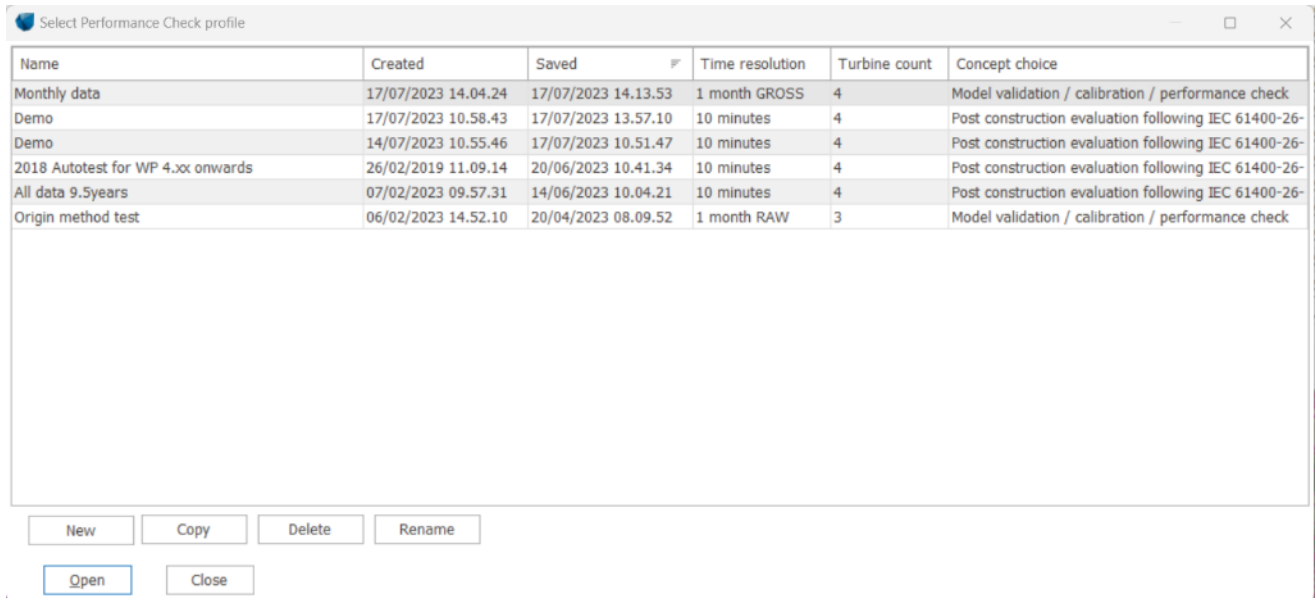 Select Performance Check profile
Name Created Saved Time resolution Turbine count Concept choice
Monthly data 17/07/2023 14.04.24 17/07/2023 14.13.53 1 month GROSS 4 Model validation / calibration / performance check
Demo 17/07/2023 10.58.43 17/07/2023 13.57.10 10 minutes 4 Post construction evaluation following IEC 61400-26-
Demo 14/07/2023 10.55.46 17/07/2023 10.51.47 10 minutes 4 Post construction evaluation following IEC 61400-26-
2018 Autotest for WP 4.xx onwards 26/02/2019 11.09.14 20/06/2023 10.41.34 10 minutes 4 Post construction evaluation following IEC 61400-26-
All data 9.5years 07/02/2023 09.57.31 14/06/2023 10.04.21 10 minutes 4 Post construction evaluation following IEC 61400-26-
Origin method test 06/02/2023 14.52.10 20/04/2023 08.09.52 1 month RAW 3 Model validation / calibration / performance check
New Copy Delete Rename
Open Close